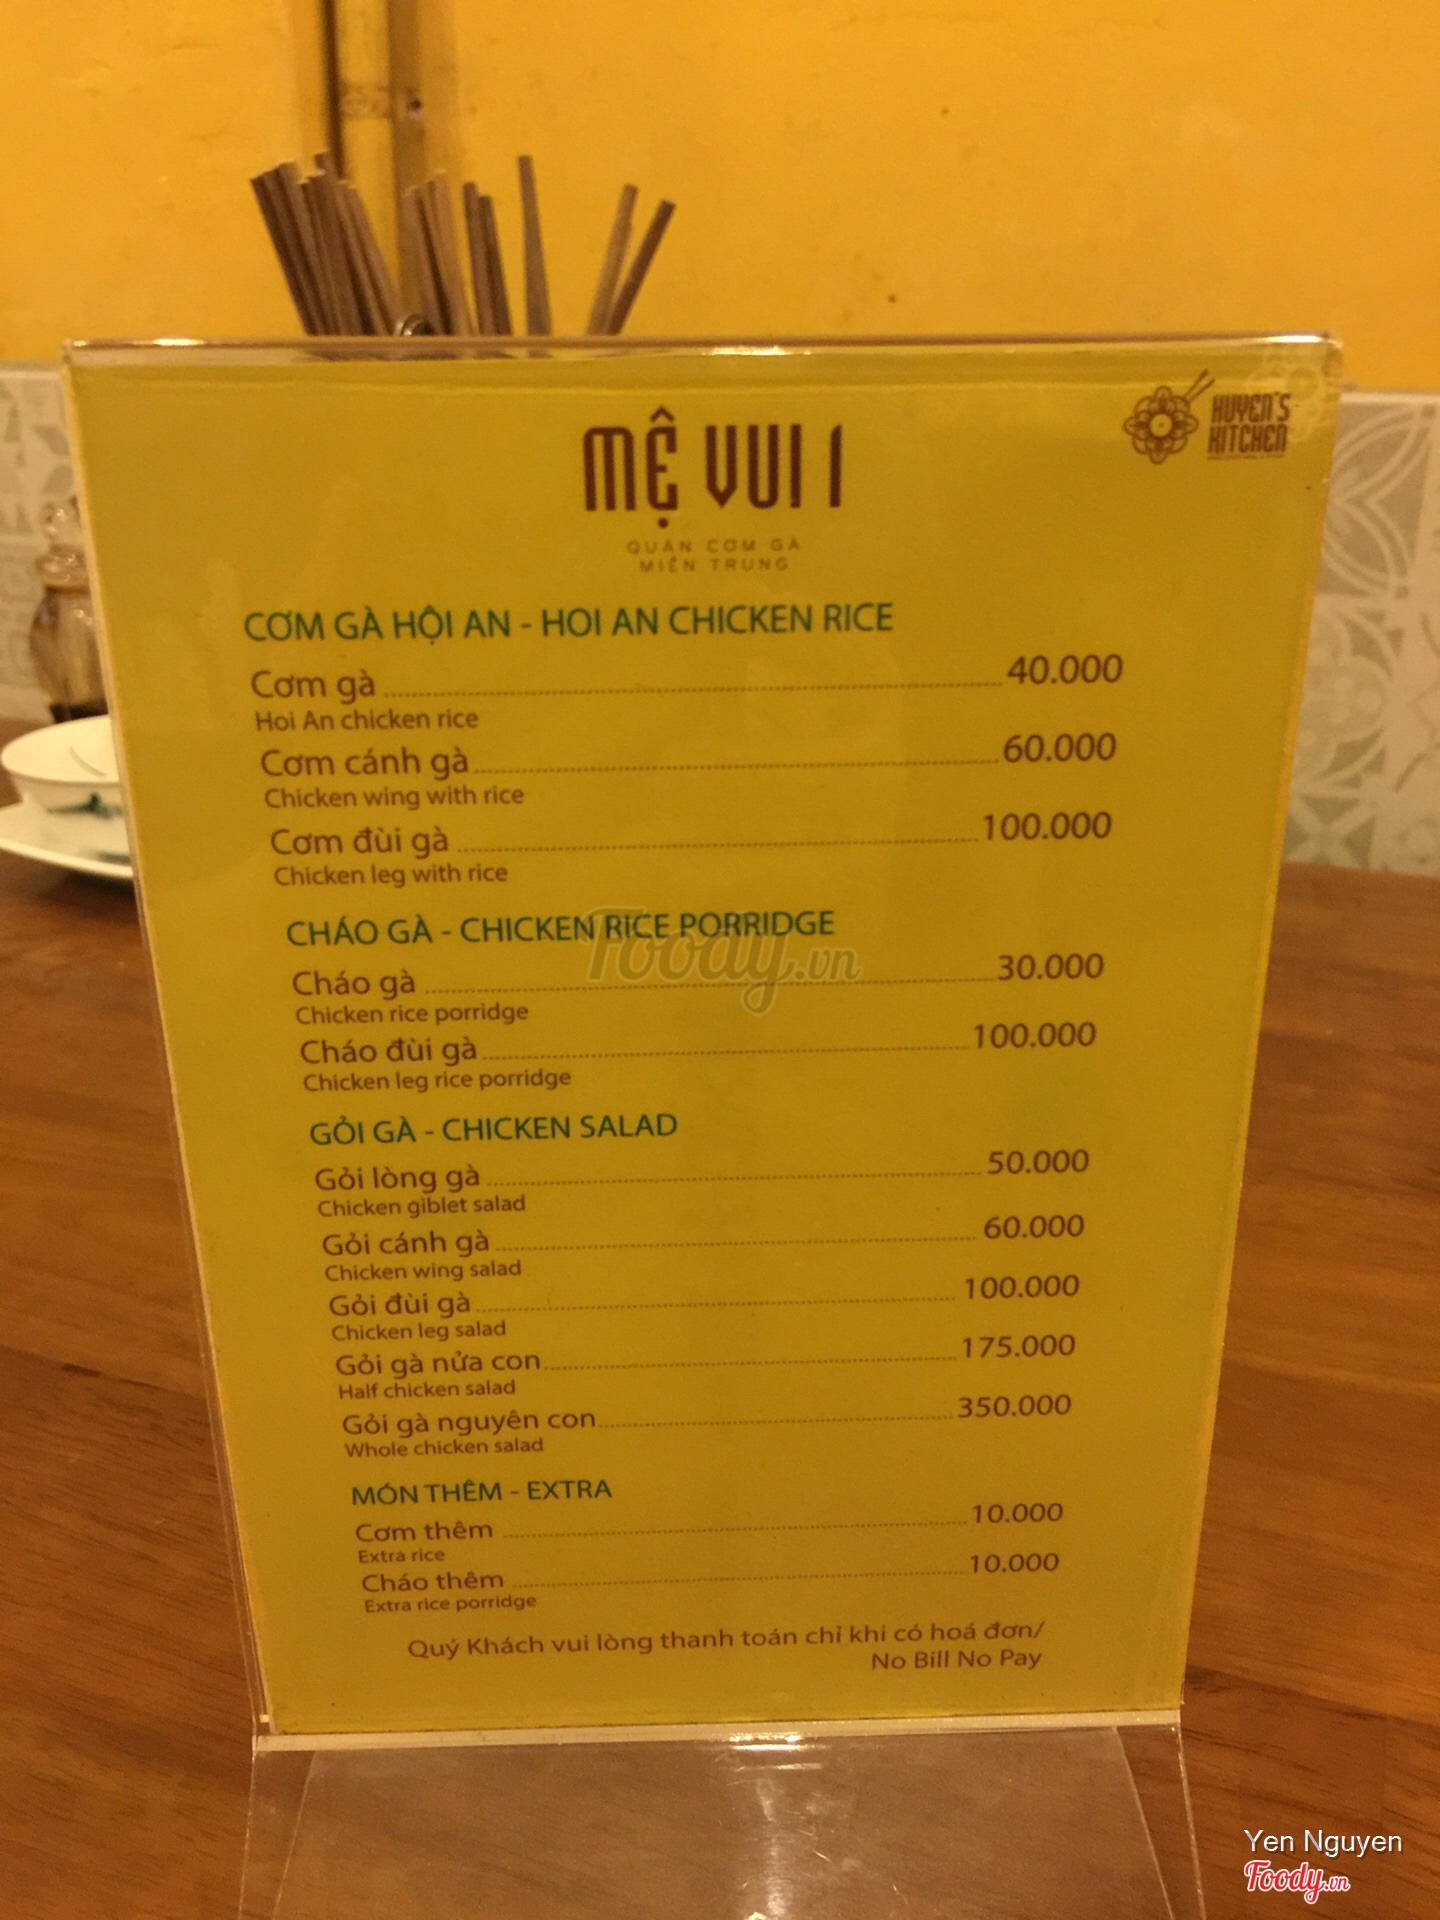 HUYEN'S
KITCHEN
MỆ VUI 1
QUÁN CƠM GÀ
MIỀN TRUNG
CƠM GÀ HỘI AN - HOI AN CHICKEN RICE
Cơm gà 40.000
Hoi An chicken rice
Cơm cánh gà 60.000
Chicken wing with rice
Cơm đùi gà 100.000
Chicken leg with rice
CHÁO GÀ - CHICKEN RICE PORRIDGE
Foody.vn
Cháo gà 30.000
Chicken rice porridge
Cháo đùi gà 100.000
Chicken leg rice porridge
GỎI GÀ - CHICKEN SALAD
Gỏi lòng gà 50.000
Chicken giblet salad
Gỏi cánh gà 60.000
Chicken wing salad
Gỏi đùi gà 100.000
Chicken leg salad
Gỏi gà nửa con 175.000
Half chicken salad
Gỏi gà nguyên con 350.000
Whole chicken salad
MÓN THÊM - EXTRA
Cơm thêm 10.000
Extra rice
Cháo thêm 10.000
Extra rice porridge
Quý Khách vui lòng thanh toán chỉ khi có hoá đơn/
No Bill No Pay
Yen Nguyen
Foody.vn